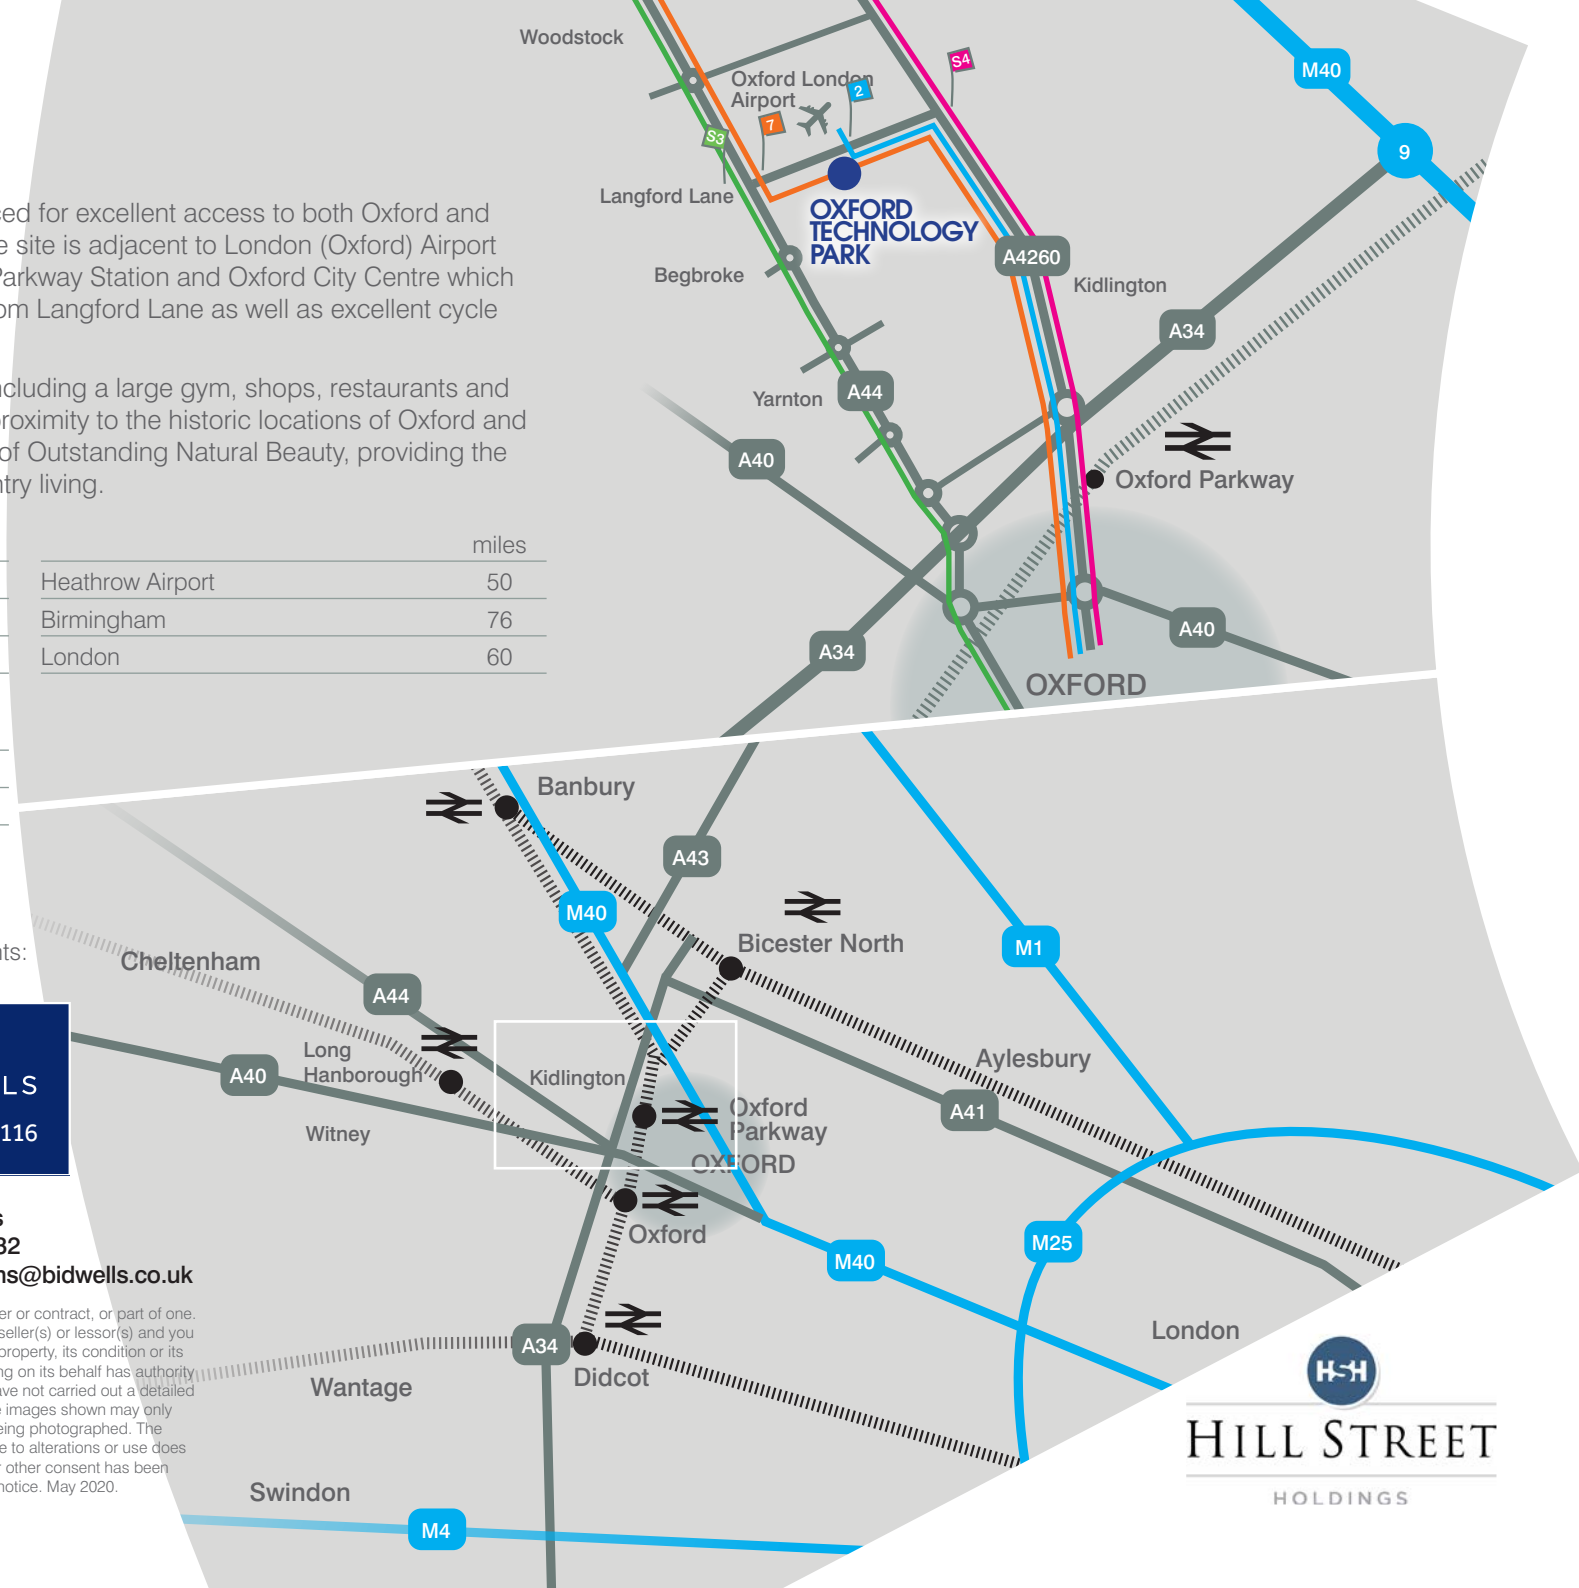 Woodstock
Oxford London
Airport
S4
M40
2
7
S3
9
Langford Lane
OXFORD
TECHNOLOGY
PARK
A4260
Begbroke
Kidlington
A34
A44
Yarnton
A40
Oxford Parkway
A40
A34
OXFORD
ced for excellent access to both Oxford and
e site is adjacent to London (Oxford) Airport
Parkway Station and Oxford City Centre which
om Langford Lane as well as excellent cycle
ncluding a large gym, shops, restaurants and
proximity to the historic locations of Oxford and
of Outstanding Natural Beauty, providing the
ntry living.
miles
Heathrow Airport 50
Birmingham 76
London 60
Banbury
A43
M40
Bicester North
M1
Cheltenham
A44
Long
Hanborough
Kidlington
Aylesbury
A40
A41
Oxford
Parkway
Witney
OXFORD
Oxford
M25
M40
London
A34
Didcot
Wantage
Swindon
M4
nts:
LS
116
s
32
ns@bidwells.co.uk
er or contract, or part of one.
seller(s) or lessor(s) and you
property, its condition or its
ng on its behalf has authority
ave not carried out a detailed
e images shown may only
eing photographed. The
e to alterations or use does
r other consent has been
notice. May 2020.
HSH
HILL STREET
HOLDINGS